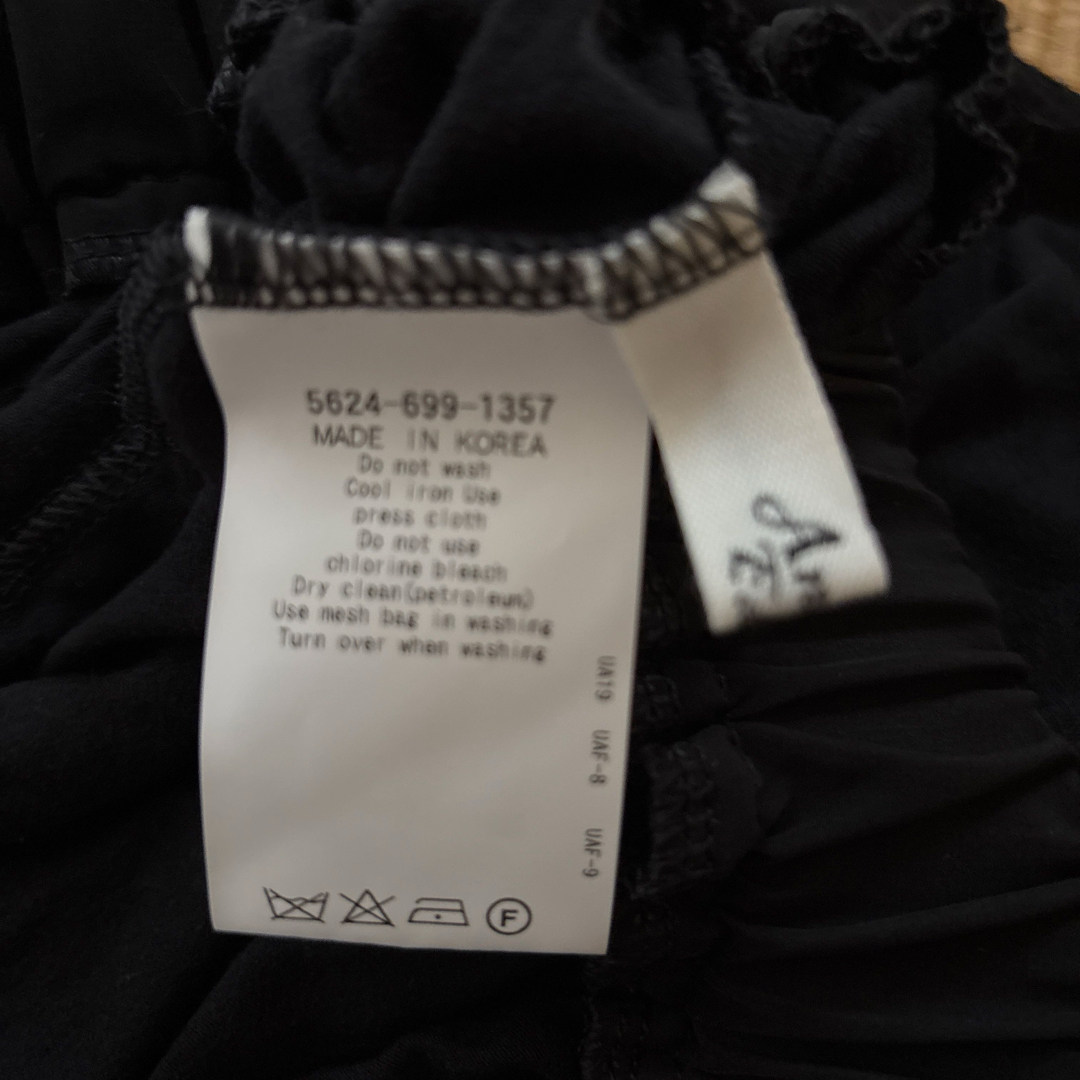 5624-699-1357
MADE IN KOREA
Do not wash
Cool iron Use
press cloth
Do not use
chlorine bleach
Dry clean(petroleum)
Use mesh bag in washing
Turn over when washing
UA19 UAF-8 UAF-9
F